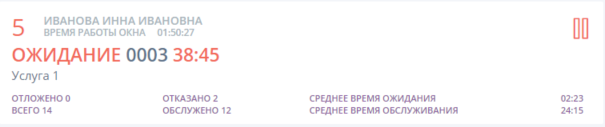 5 ИВАНОВА ИННА ИВАНОВНА
ВРЕМЯ РАБОТЫ ОКНА 01:50:27
ОЖИДАНИЕ 0003 38:45
Услуга 1
ОТЛОЖЕНО 0 ОТКАЗАНО 2 СРЕДНЕЕ ВРЕМЯ ОЖИДАНИЯ 02:23
ВСЕГО 14 ОБСЛУЖЕНО 12 СРЕДНЕЕ ВРЕМЯ ОБСЛУЖИВАНИЯ 24:15